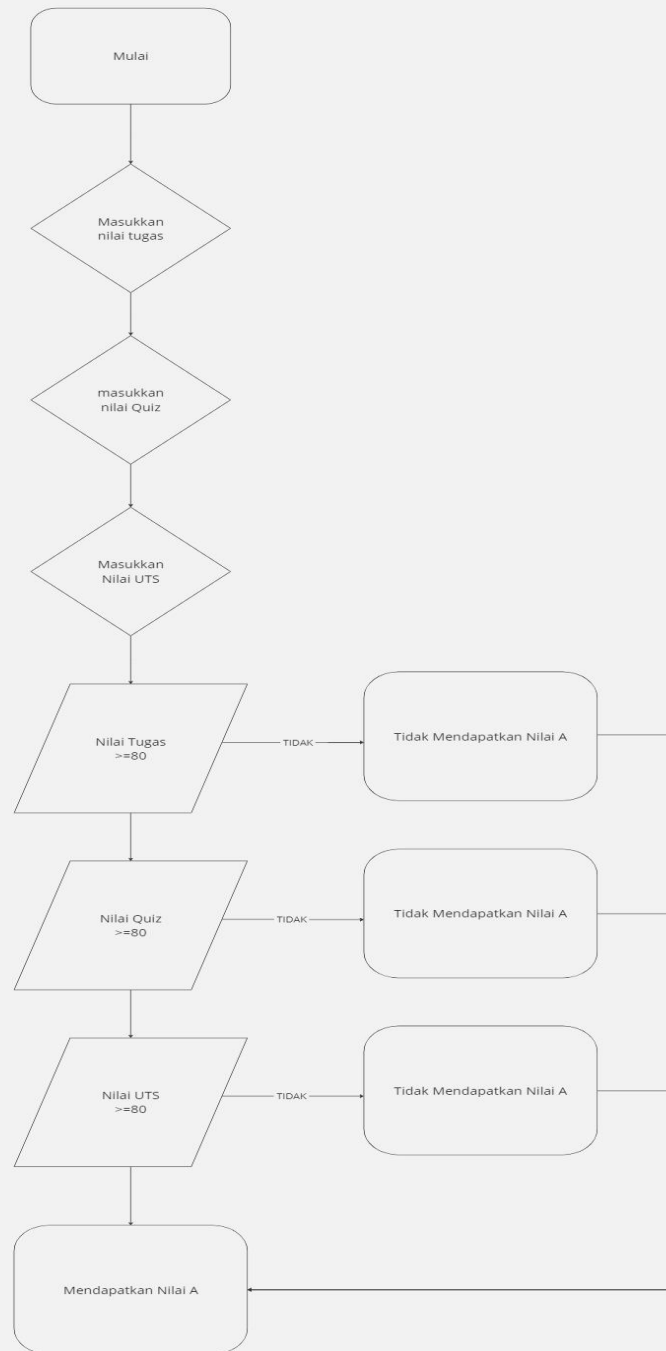 Mulai
Masukkan
nilai tugas
masukkan
nilai Quiz
Masukkan
Nilai UTS
Nilai Tugas
>=80
TIDAK
Tidak Mendapatkan Nilai A
Nilai Quiz
>=80
TIDAK
Tidak Mendapatkan Nilai A
Nilai UTS
>=80
TIDAK
Tidak Mendapatkan Nilai A
Mendapatkan Nilai A